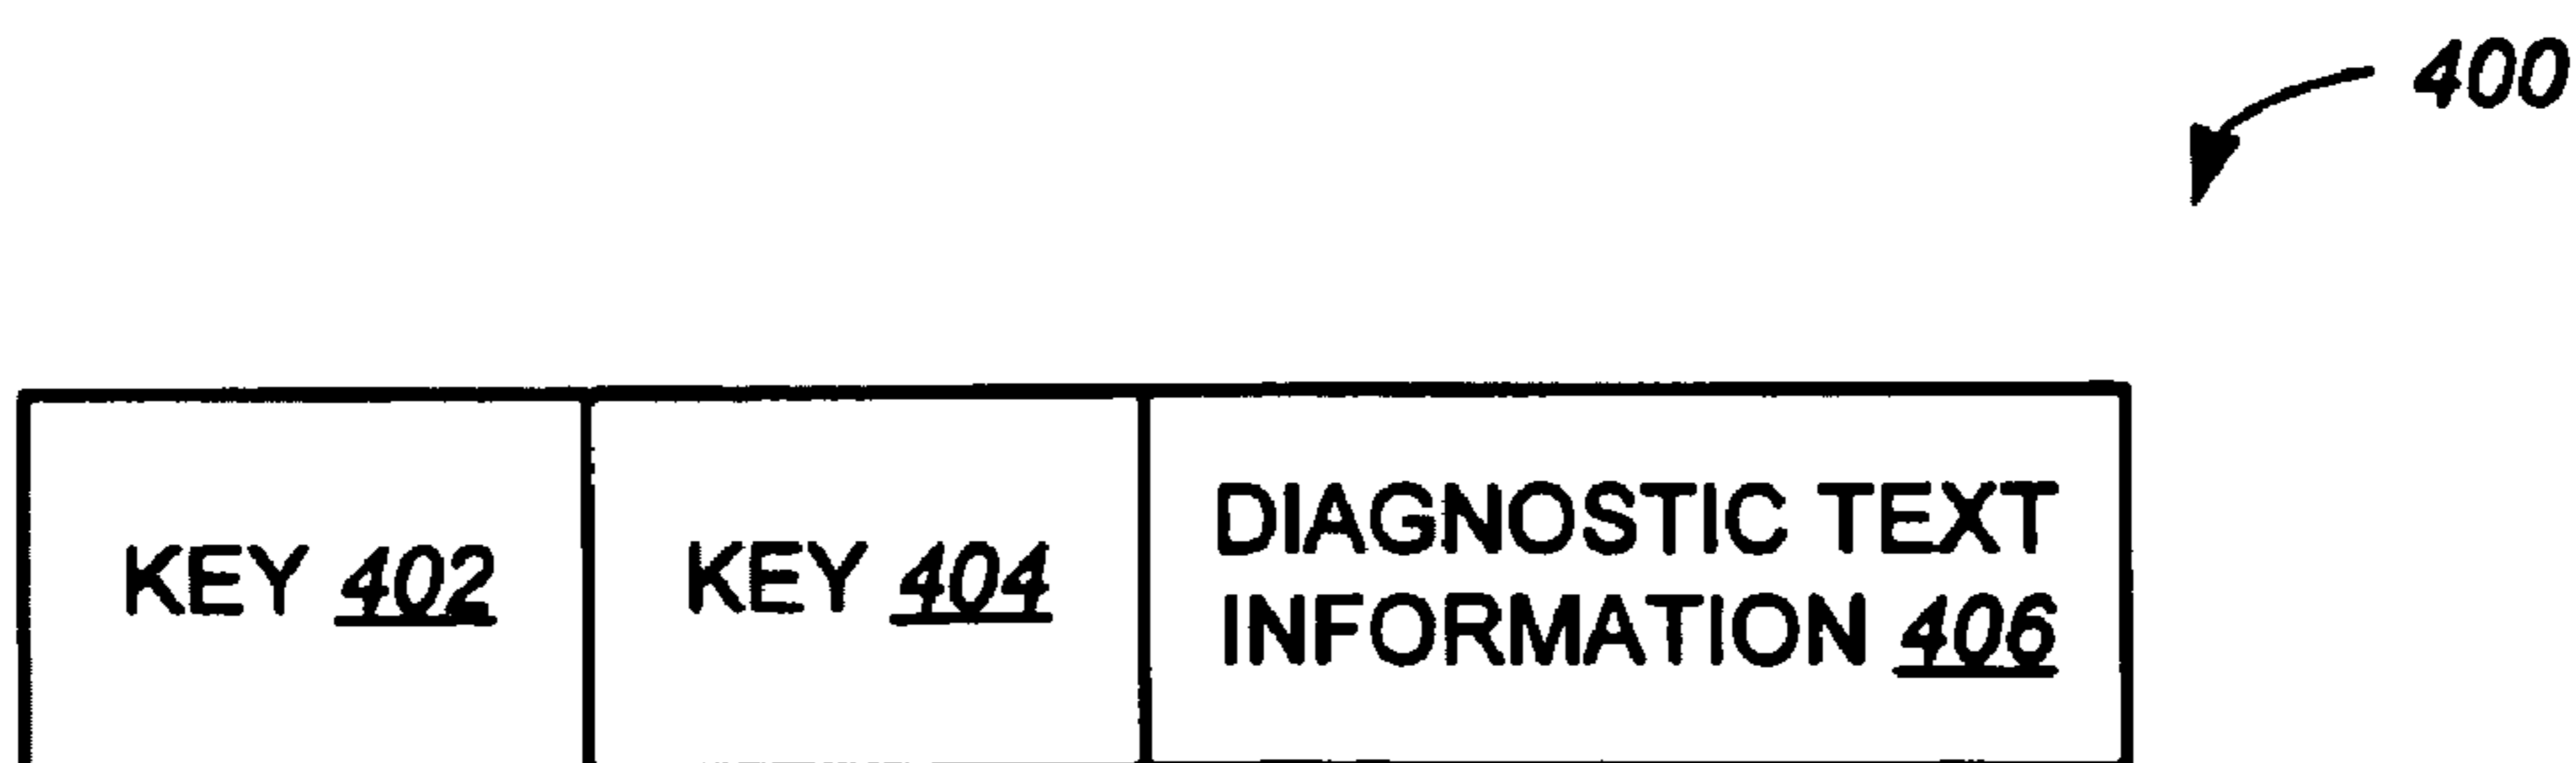 400
KEY 402
KEY 404
DIAGNOSTIC TEXT
INFORMATION 406